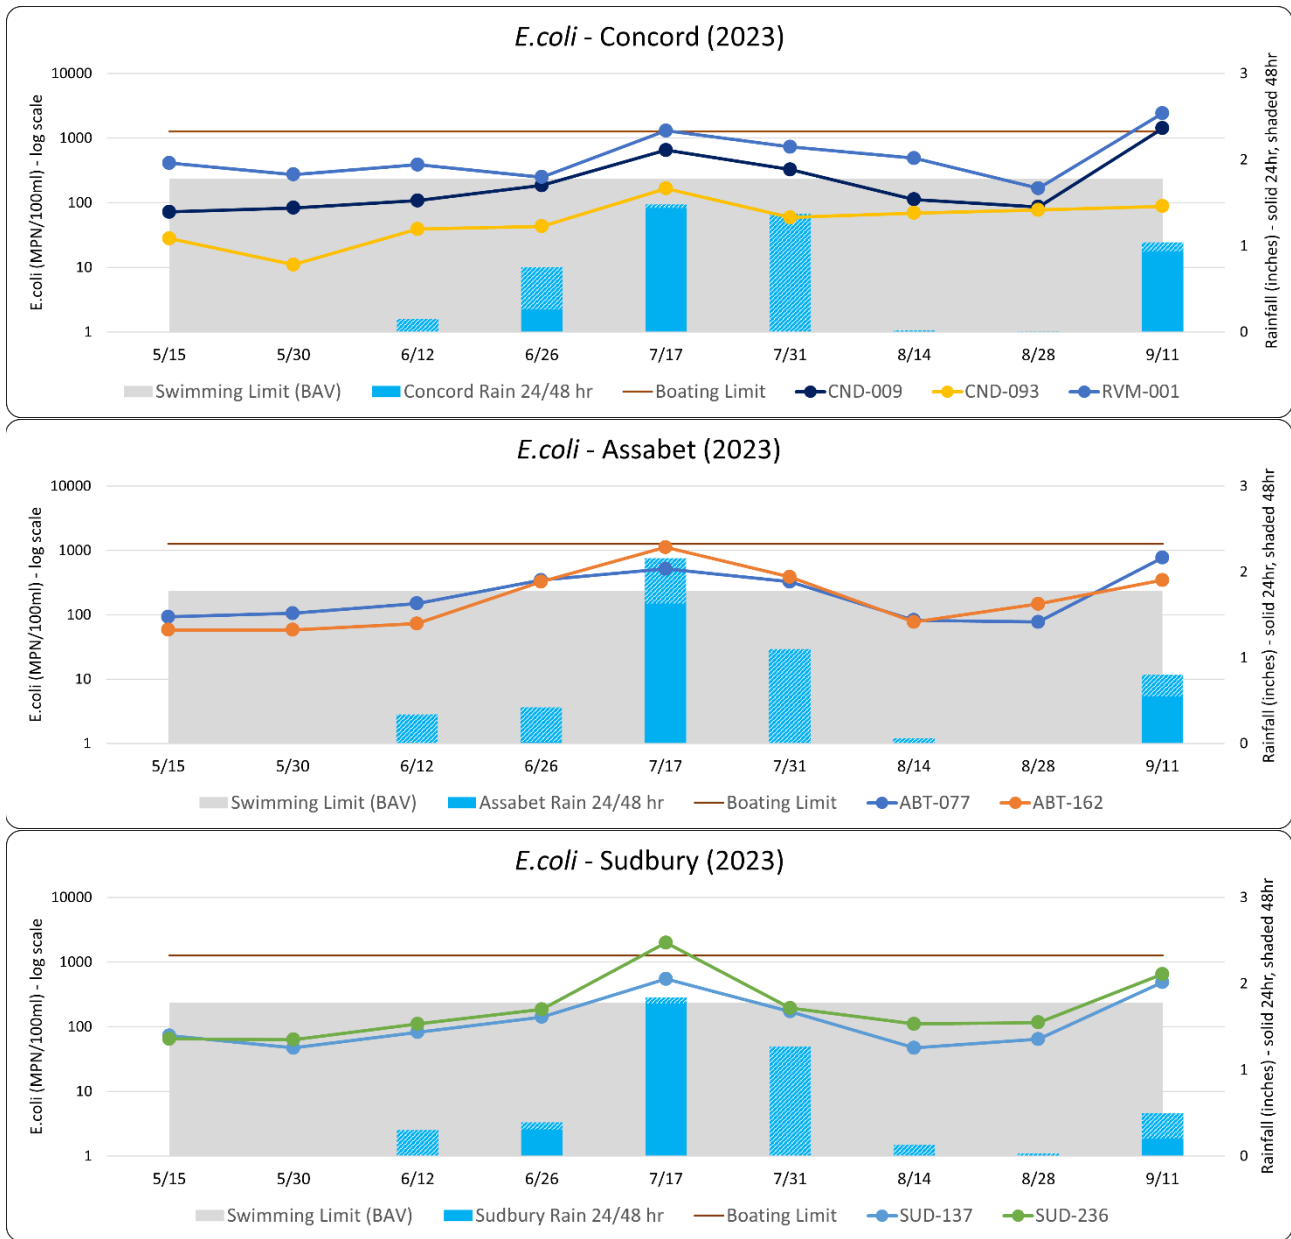 E.coli - Concord (2023)
E.coli (MPN/100ml) - log scale
10000
1000
100
10
1
3
2
1
0
Rainfall (inches) - solid 24hr, shaded 48hr
5/15 5/30 6/12 6/26 7/17 7/31 8/14 8/28 9/11
Swimming Limit (BAV) Concord Rain 24/48 hr Boating Limit CND-009 CND-093 RVM-001
E.coli - Assabet (2023)
E.coli (MPN/100ml) - log scale
10000
1000
100
10
1
3
2
1
0
Rainfall (inches) - solid 24hr, shaded 48hr
5/15 5/30 6/12 6/26 7/17 7/31 8/14 8/28 9/11
Swimming Limit (BAV) Assabet Rain 24/48 hr Boating Limit ABT-077 ABT-162
E.coli - Sudbury (2023)
E.coli (MPN/100ml) - log scale
10000
1000
100
10
1
3
2
1
0
Rainfall (inches) - solid 24hr, shaded 48hr
5/15 5/30 6/12 6/26 7/17 7/31 8/14 8/28 9/11
Swimming Limit (BAV) Sudbury Rain 24/48 hr Boating Limit SUD-137 SUD-236